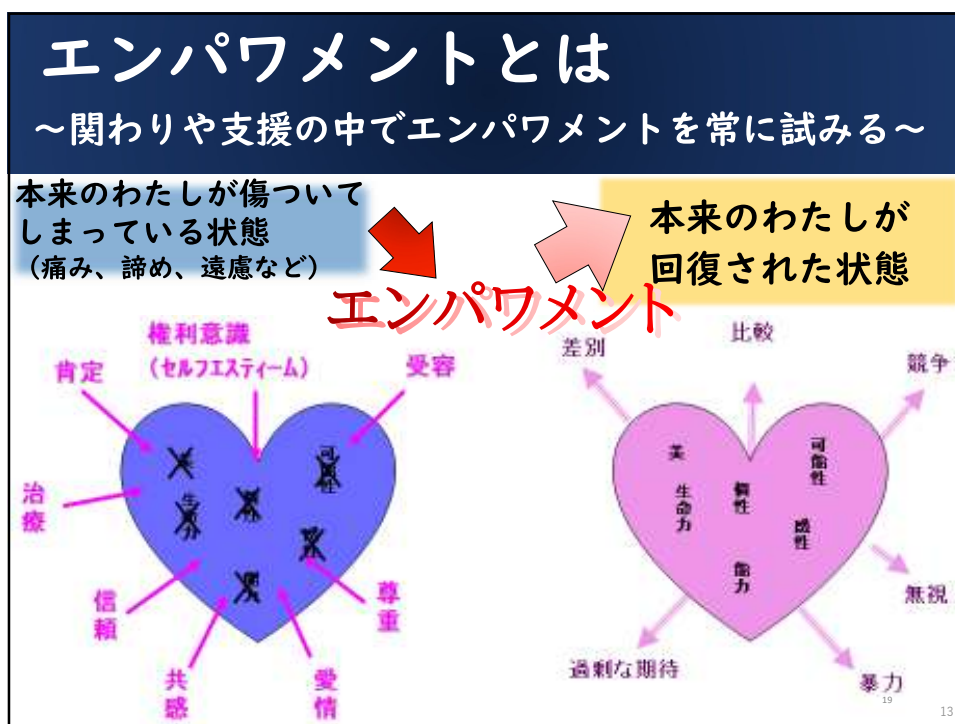 エンパワメントとは
～関わりや支援の中でエンパワメントを常に試みる～
本来のわたしが傷ついて
しまっている状態
（痛み、諦め、遠慮など）
本来のわたしが
回復された状態
エンパワメント
権利意識
（セルフエスティーム）
肯定
受容
治療
信頼
共感
愛情
尊重
差別
比較
競争
美
生命力
個性
可能性
感性
能力
無視
過剰な期待
暴力
19
13